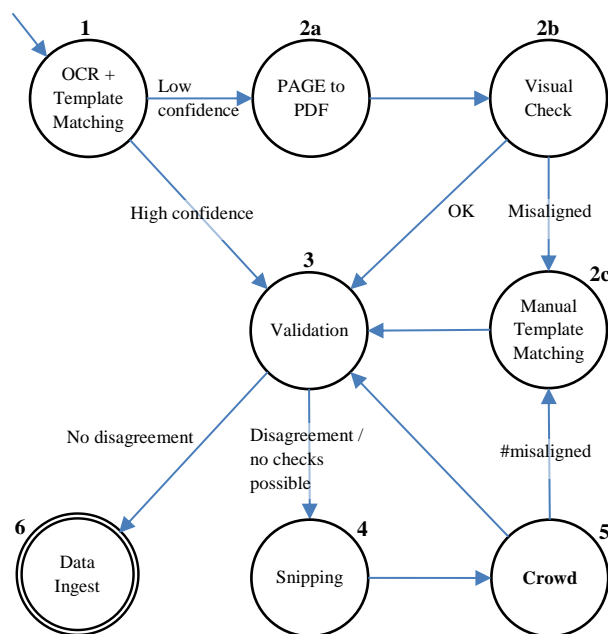 1
2a
2b
OCR +
Template
Matching
Low
confidence
PAGE to
PDF
Visual
Check
High confidence
OK
Misaligned
3
2c
Validation
Manual
Template
Matching
No disagreement
Disagreement /
no checks
possible
#misaligned
6
4
5
Data
Ingest
Snipping
Crowd